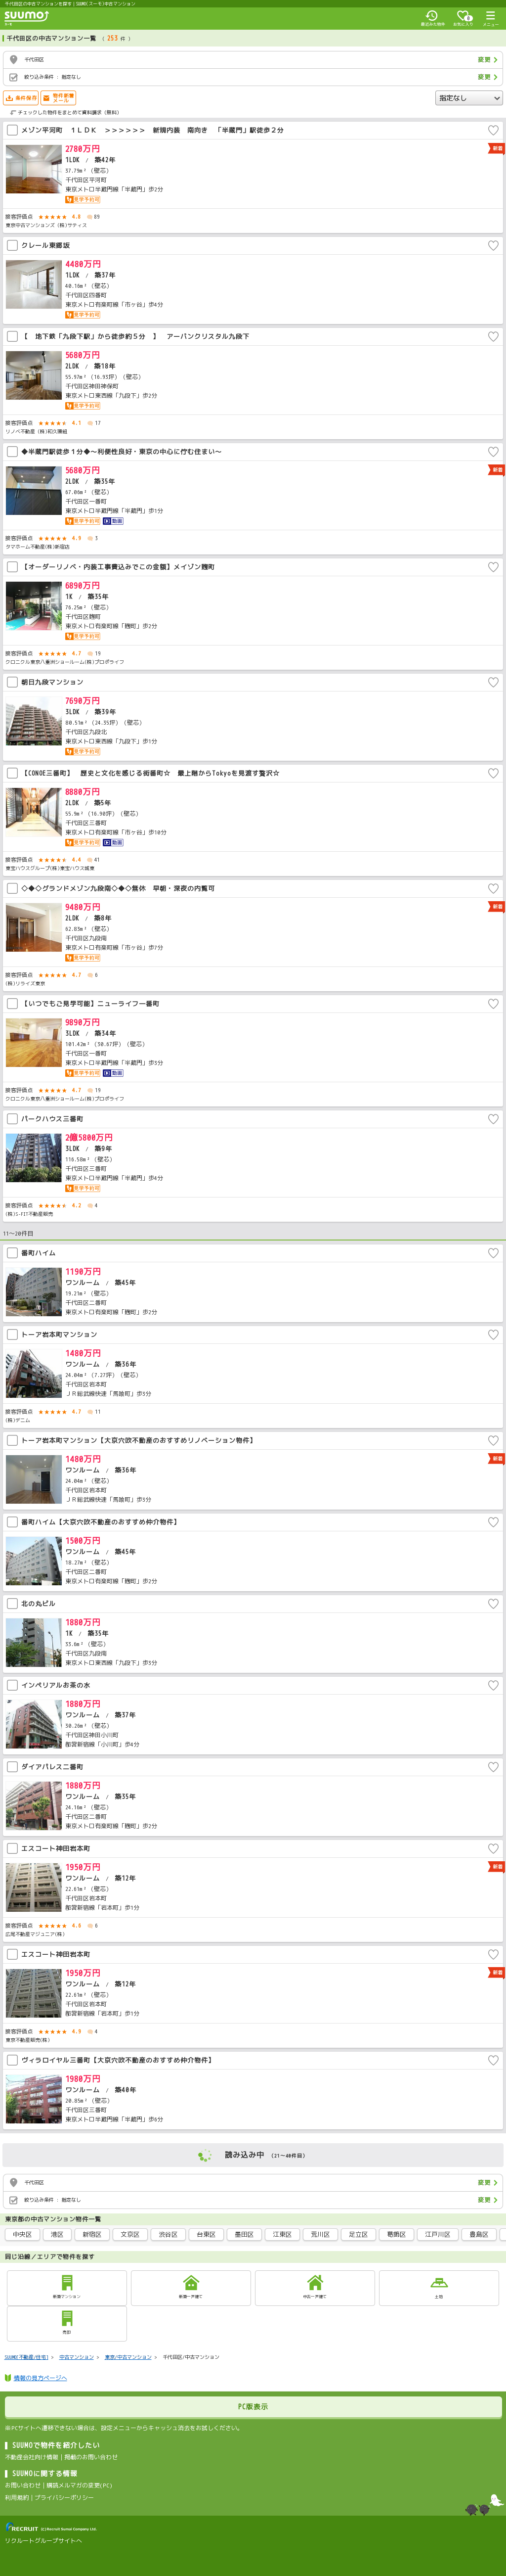 千代田区の中古マンションを探す | SUUMO(スーモ)中古マンション
SUUMO
最近みた物件
お気に入り
0
メニュー
千代田区の中古マンション一覧 ( 253 件 )
千代田区
変更
絞り込み条件 : 指定なし
変更
条件保存
物件新着
メール
指定なし
チェックした物件をまとめて資料請求(無料)
メゾン平河町 1LDK >>>>>> 新規内装 南向き 「半蔵門」駅徒歩2分
新着
2780万円
1LDK / 築42年
37.79m²(壁芯)
千代田区平河町
東京メトロ半蔵門線「半蔵門」歩2分
見学予約可
接客評価点 ★★★★★ 4.8 89
東京中古マンションズ(株)サティス
クレール東郷坂
4480万円
1LDK / 築37年
40.16m²(壁芯)
千代田区四番町
東京メトロ有楽町線「市ヶ谷」歩4分
見学予約可
【 地下鉄「九段下駅」から徒歩約5分 】 アーバンクリスタル九段下
5680万円
2LDK / 築18年
55.97m²(16.93坪)(壁芯)
千代田区神田神保町
東京メトロ東西線「九段下」歩2分
見学予約可
接客評価点 ★★★★★ 4.1 17
リノベ不動産(株)和久環組
◆半蔵門駅徒歩1分◆~利便性良好・東京の中心に佇む住まい~
新着
5680万円
2LDK / 築35年
67.06m²(壁芯)
千代田区一番町
東京メトロ半蔵門線「半蔵門」歩1分
見学予約可 動画
接客評価点 ★★★★★ 4.9 3
タマホーム不動産(株)新宿店
【オーダーリノベ・内装工事費込みでこの金額】メイゾン麹町
6890万円
1K / 築35年
76.25m²(壁芯)
千代田区麹町
東京メトロ有楽町線「麹町」歩2分
見学予約可
接客評価点 ★★★★★ 4.7 19
クロニクル東京八重洲ショールーム(株)プロポライフ
朝日九段マンション
7690万円
3LDK / 築39年
80.51m²(24.35坪)(壁芯)
千代田区九段北
東京メトロ東西線「九段下」歩1分
見学予約可
【CONOE三番町】 歴史と文化を感じる街番町☆ 最上階からTokyoを見渡す贅沢☆
8880万円
2LDK / 築5年
55.9m²(16.90坪)(壁芯)
千代田区三番町
東京メトロ有楽町線「市ヶ谷」歩10分
見学予約可 動画
接客評価点 ★★★★★ 4.4 41
東宝ハウスグループ(株)東宝ハウス城東
◇◆◇グランドメゾン九段南◇◆◇無休 早朝・深夜の内覧可
新着
9480万円
2LDK / 築8年
62.83m²(壁芯)
千代田区九段南
東京メトロ有楽町線「市ヶ谷」歩7分
見学予約可
接客評価点 ★★★★★ 4.7 6
(株)リライズ東京
【いつでもご見学可能】ニューライフ一番町
9890万円
3LDK / 築34年
101.42m²(30.67坪)(壁芯)
千代田区一番町
東京メトロ半蔵門線「半蔵門」歩3分
見学予約可 動画
接客評価点 ★★★★★ 4.7 19
クロニクル東京八重洲ショールーム(株)プロポライフ
パークハウス三番町
2億5800万円
3LDK / 築9年
116.58m²(壁芯)
千代田区三番町
東京メトロ半蔵門線「半蔵門」歩4分
見学予約可
接客評価点 ★★★★★ 4.2 4
(株)S-FIT不動産販売
11~20件目
番町ハイム
1190万円
ワンルーム / 築45年
19.21m²(壁芯)
千代田区二番町
東京メトロ有楽町線「麹町」歩2分
トーア岩本町マンション
1480万円
ワンルーム / 築36年
24.04m²(7.27坪)(壁芯)
千代田区岩本町
JR総武線快速「馬喰町」歩3分
接客評価点 ★★★★★ 4.7 11
(株)デニム
トーア岩本町マンション【大京穴吹不動産のおすすめリノベーション物件】
新着
1480万円
ワンルーム / 築36年
24.04m²(壁芯)
千代田区岩本町
JR総武線快速「馬喰町」歩3分
番町ハイム【大京穴吹不動産のおすすめ仲介物件】
1500万円
ワンルーム / 築45年
18.27m²(壁芯)
千代田区二番町
東京メトロ有楽町線「麹町」歩2分
北の丸ビル
1880万円
1K / 築35年
33.6m²(壁芯)
千代田区九段南
東京メトロ東西線「九段下」歩3分
インペリアルお茶の水
1880万円
ワンルーム / 築37年
30.26m²(壁芯)
千代田区神田小川町
都営新宿線「小川町」歩4分
ダイアパレス二番町
1880万円
ワンルーム / 築35年
24.18m²(壁芯)
千代田区二番町
東京メトロ有楽町線「麹町」歩2分
エスコート神田岩本町
新着
1950万円
ワンルーム / 築12年
22.61m²(壁芯)
千代田区岩本町
都営新宿線「岩本町」歩1分
接客評価点 ★★★★★ 4.6 6
広尾不動産マジュニア(株)
エスコート神田岩本町
新着
1950万円
ワンルーム / 築12年
22.61m²(壁芯)
千代田区岩本町
都営新宿線「岩本町」歩1分
接客評価点 ★★★★★ 4.9 4
東京不動産販売(株)
ヴィラロイヤル三番町【大京穴吹不動産のおすすめ仲介物件】
1980万円
ワンルーム / 築40年
20.85m²(壁芯)
千代田区三番町
東京メトロ半蔵門線「半蔵門」歩6分
読み込み中 (21~40件目)
千代田区
変更
絞り込み条件 : 指定なし
変更
東京都の中古マンション物件一覧
中央区 港区 新宿区 文京区 渋谷区 台東区 墨田区 江東区 荒川区 足立区 葛飾区 江戸川区 豊島区
同じ沿線/エリアで物件を探す
新築マンション
新築一戸建て
中古一戸建て
土地
売却
SUUMO(不動産/住宅) > 中古マンション > 東京/中古マンション > 千代田区/中古マンション
情報の見方ページへ
PC版表示
※PCサイトへ遷移できない場合は、設定メニューからキャッシュ消去をお試しください。
SUUMOで物件を紹介したい
不動産会社向け情報 | 掲載のお問い合わせ
SUUMOに関する情報
お問い合わせ | 購読メルマガの変更(PC)
利用規約 | プライバシーポリシー
RECRUIT (C)Recruit Sumai Company Ltd.
リクルートグループサイトへ